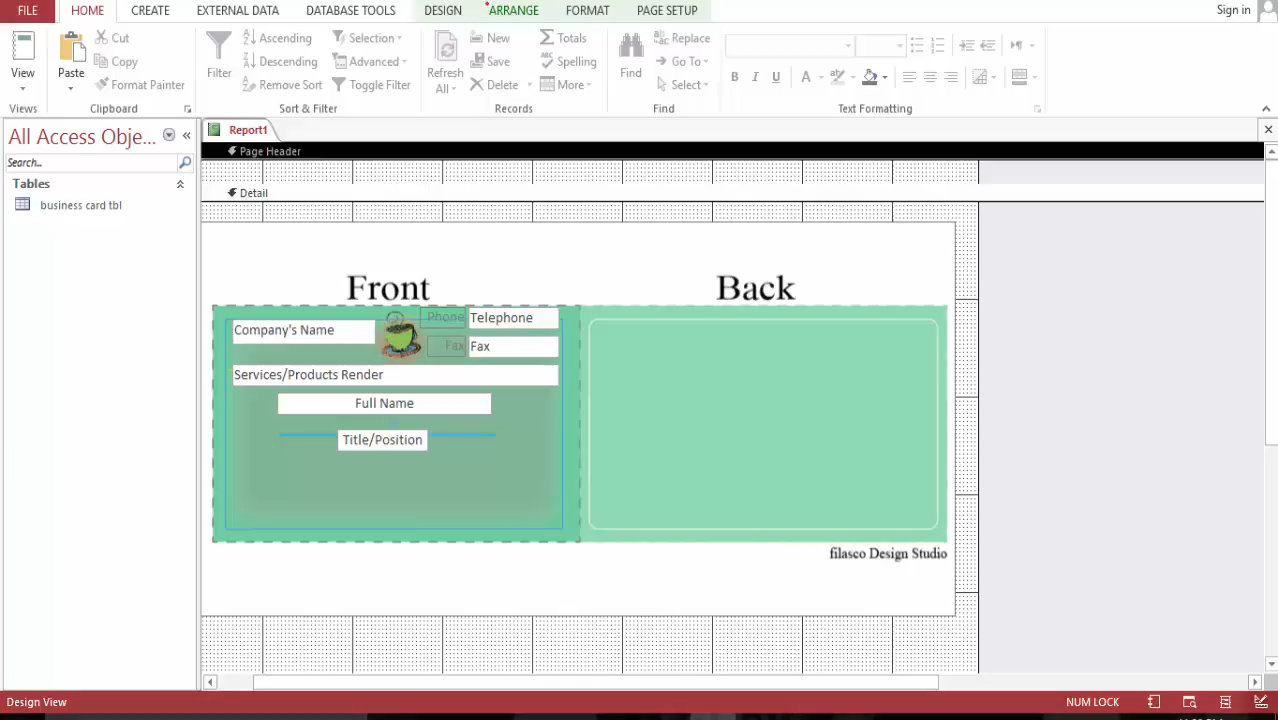 FILE HOME CREATE EXTERNAL DATA DATABASE TOOLS DESIGN ARRANGE FORMAT PAGE SETUP Sign in
View
Views
Paste
Cut
Copy
Format Painter
Clipboard
Filter
Ascending
Descending
Remove Sort
Selection
Advanced
Toggle Filter
Sort & Filter
Refresh
All
New
Save
Delete
Totals
Spelling
More
Records
Find
Replace
Go To
Select
Find
B I U A
Text Formatting
All Access Obje...
Search..
Tables
business card tbl
Report1
Page Header
Detail
Front Back
Company's Name
Phone Telephone
Fax Fax
Services/Products Render
Full Name
Title/Position
filasco Design Studio
Design View NUM LOCK